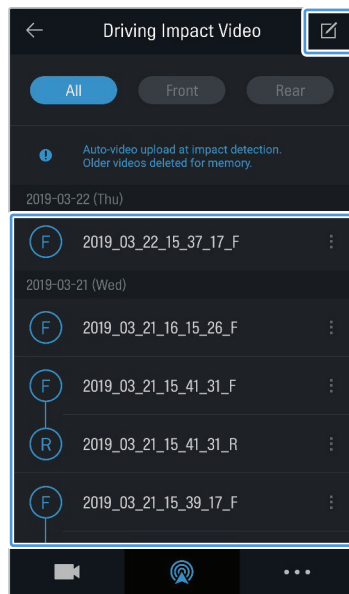 Driving Impact Video
All Front Rear
Auto-video upload at impact detection.
Older videos deleted for memory.
2019-03-22 (Thu)
F 2019_03_22_15_37_17_F
2019-03-21 (Wed)
F 2019_03_21_16_15_26_F
F 2019_03_21_15_41_31_F
R 2019_03_21_15_41_31_R
F 2019_03_21_15_39_17_F